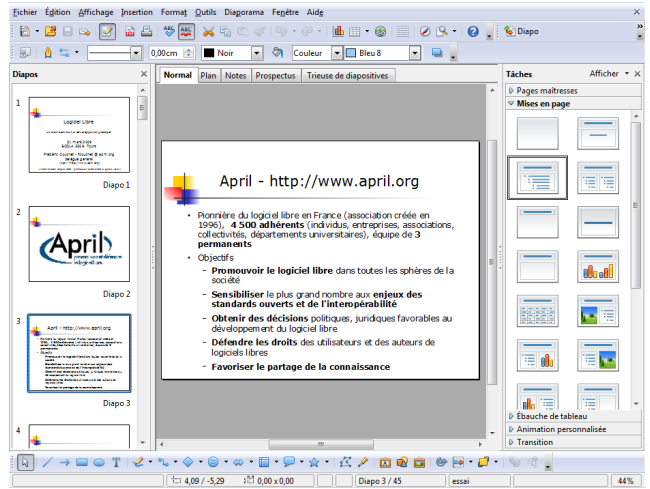 Fichier Édition Affichage Insertion Format Outils Diaporama Fenêtre Aide
Diapo
0,00cm Noir Couleur Bleu 8
Diapos
Normal Plan Notes Prospectus Trieuse de diapositives
Tâches Afficher
Pages maîtresses
Mises en page
1
Logiciel Libre
Diapo 1
2
April
Diapo 2
3
April - http://www.april.org
Diapo 3
4
April - http://www.april.org
• Pionnière du logiciel libre en France (association créée en
1996), 4 500 adhérents (individus, entreprises, associations,
collectivités, départements universitaires), équipe de 3
permanents
• Objectifs
– Promouvoir le logiciel libre dans toutes les sphères de la
société
– Sensibiliser le plus grand nombre aux enjeux des
standards ouverts et de l'interopérabilité
– Obtenir des décisions politiques, juridiques favorables au
développement du logiciel libre
– Défendre les droits des utilisateurs et des auteurs de
logiciels libres
– Favoriser le partage de la connaissance
Ébauche de tableau
Animation personnalisée
Transition
4,09 / -5,29 0,00 x 0,00 Diapo 3 / 45 essai 44%